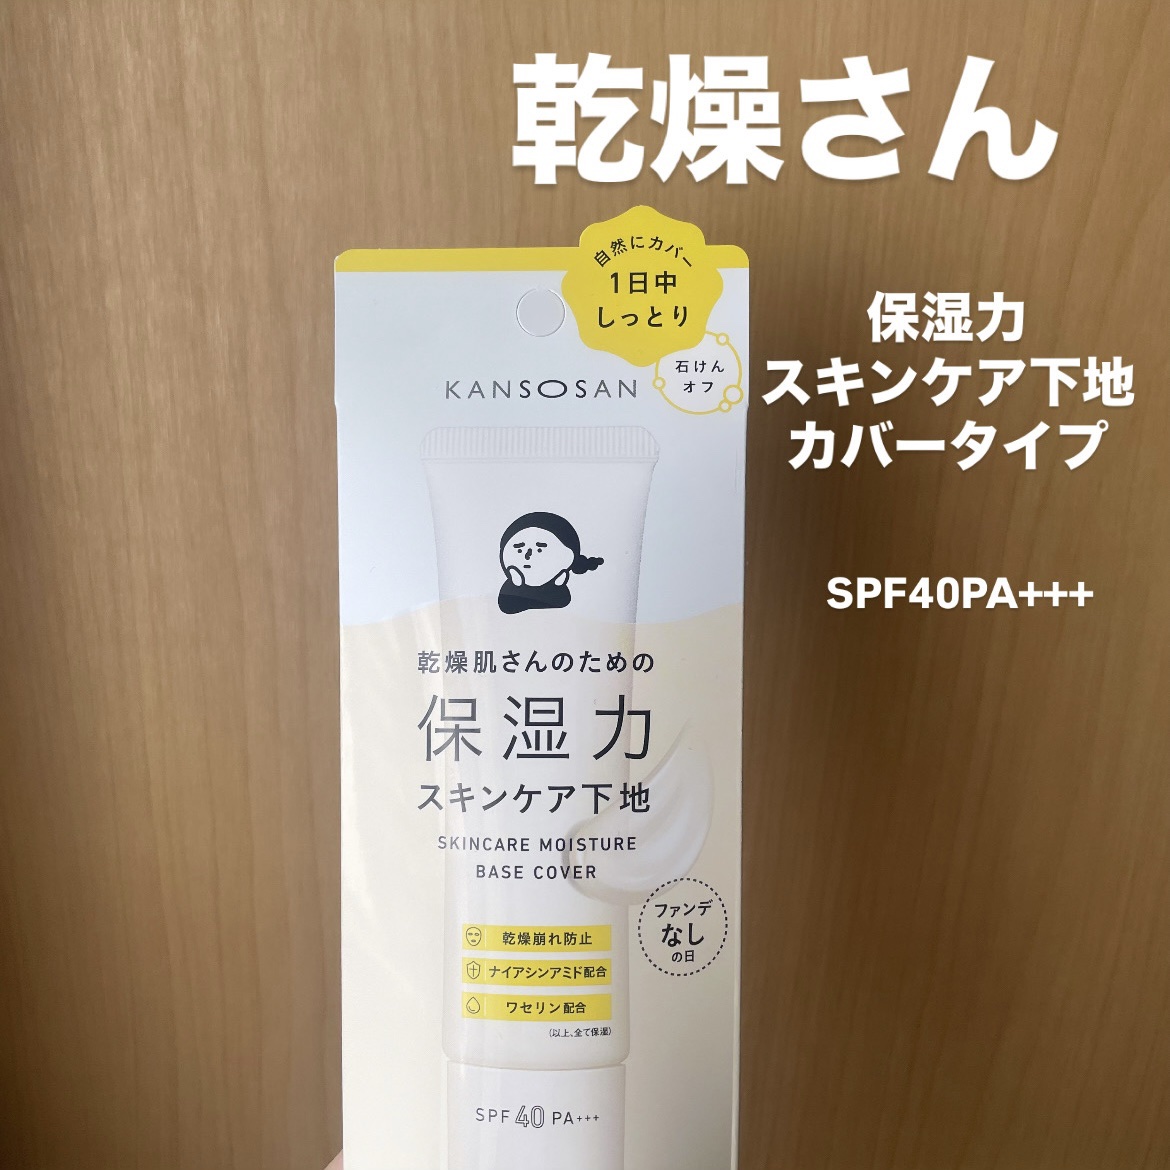 乾燥さん
保湿力
スキンケア下地
カバータイプ
SPF40PA+++
自然にカバー
1日中
しっとり
石けん
オフ
KANSOSAN
乾燥肌さんのための
保湿力
スキンケア下地
SKINCARE MOISTURE
BASE COVER
ファンデ
なし
の日
乾燥崩れ防止
ナイアシンアミド配合
ワセリン配合
(以上、全て保湿)
SPF 40 PA+++